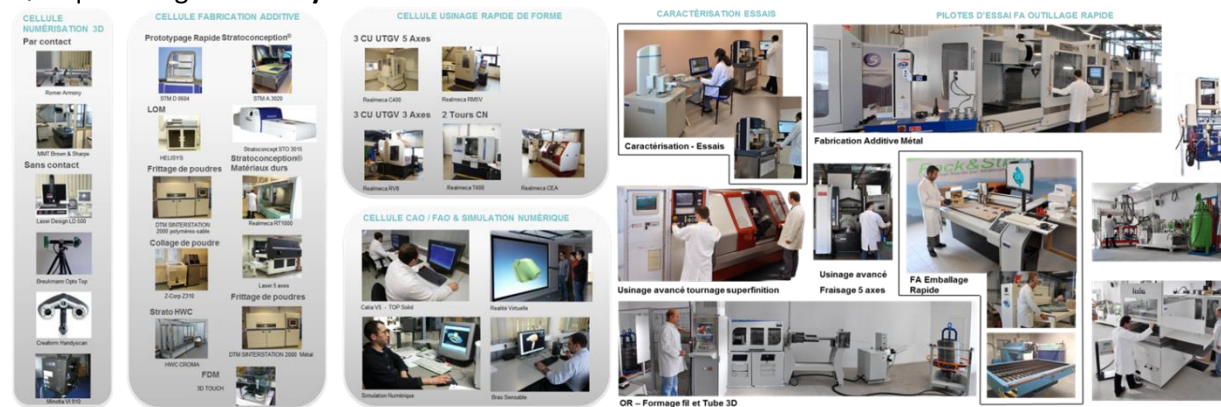 CELLULE
NUMÉRISATION 3D
Par contact
Romer Armony
MMT Brown & Sharpe
Sans contact
Laser Design LD 600
Breukmann Opto Top
Creaform Handyscan
Minolta VI 910
CELLULE FABRICATION ADDITIVE
Prototypage Rapide Stratoconception®
STM D 0604
STM A 3020
LOM
HELISYS
Stratoconcept STO 3015
Frittage de poudres
Stratoconception®
Matériaux durs
DTM SINTERSTATION
2000 polymères-sable
Realmeca RT1000
Collage de poudre
Z-Corp Z310
Laser 5 axes
Strato HWC
Frittage de poudres
HWC CROMA
DTM SINTERSTATION 2000 Métal
FDM
3D TOUCH
CELLULE USINAGE RAPIDE DE FORME
3 CU UTGV 5 Axes
Realmeca C400
Realmeca RM5V
3 CU UTGV 3 Axes
2 Tours CN
Realmeca RV8
Realmeca T400
Realmeca CEA
CELLULE CAO / FAO & SIMULATION NUMÉRIQUE
Catia V5 - TOP Solid
Réalité Virtuelle
Simulation Numérique
Bras Sensable
CARACTÉRISATION ESSAIS
Caractérisation - Essais
PILOTES D'ESSAI FA OUTILLAGE RAPIDE
Fabrication Additive Métal
Usinage avancé tournage superfinition
Usinage avancé
Fraisage 5 axes
FA Emballage
Rapide
OR – Formage fil et Tube 3D